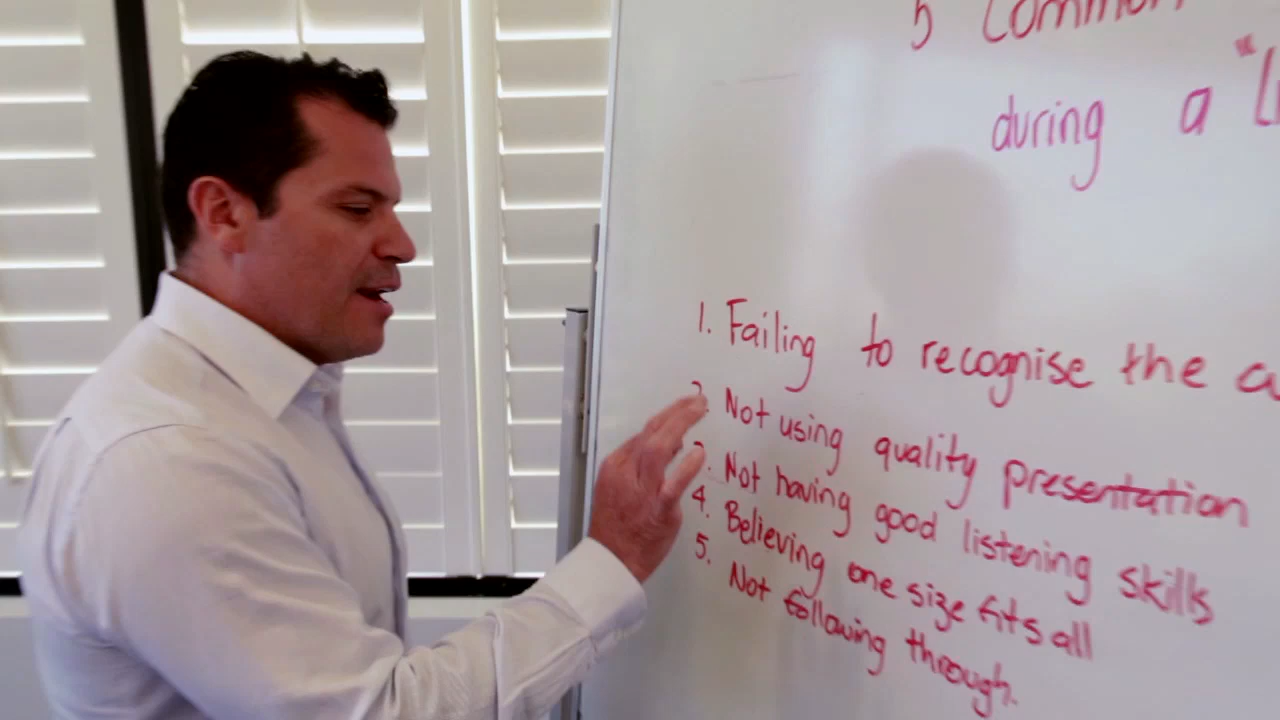 5 Common
during a "L
1. Failing to recognise the
2. Not using quality presentation
3. Not having good listening skills
4. Believing one size fits all
5. Not following through.